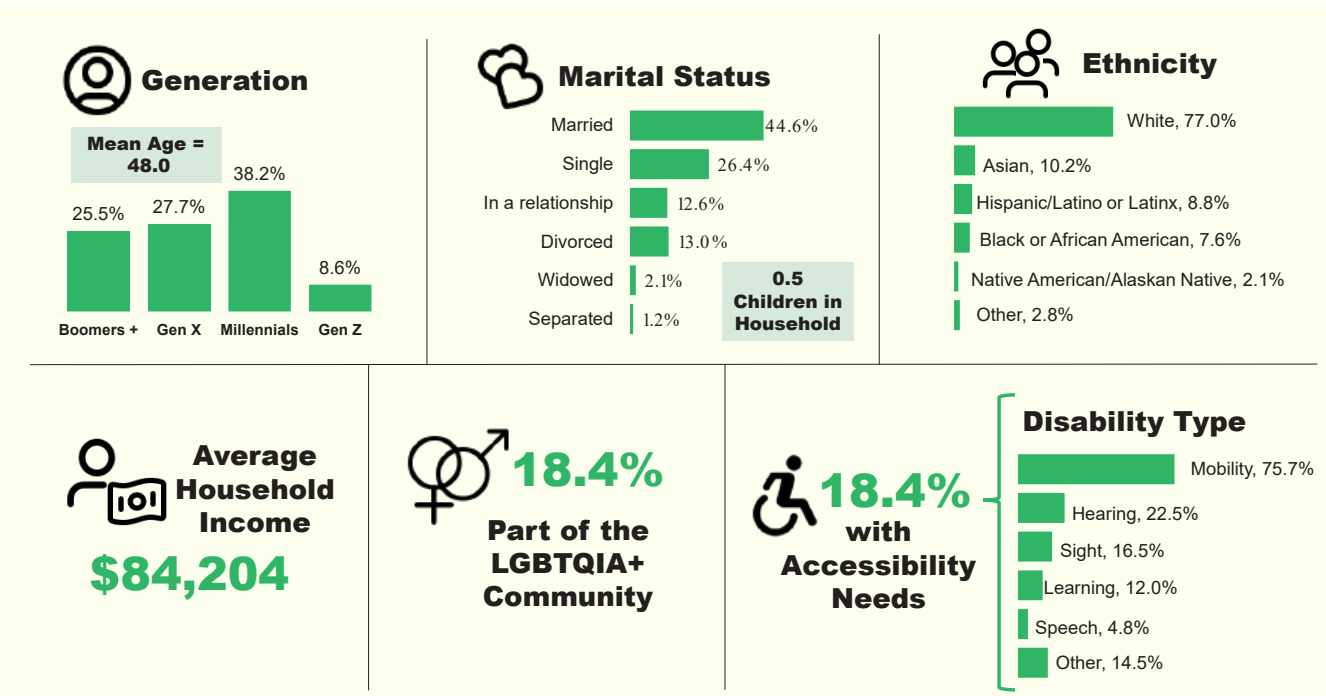 Generation
Mean Age =
48.0
25.5%
27.7%
38.2%
8.6%
Boomers +
Gen X
Millennials
Gen Z
Marital Status
Married
44.6%
Single
26.4%
In a relationship
12.6%
Divorced
13.0%
Widowed
2.1%
Separated
1.2%
0.5
Children in
Household
Ethnicity
White, 77.0%
Asian, 10.2%
Hispanic/Latino or Latinx, 8.8%
Black or African American, 7.6%
Native American/Alaskan Native, 2.1%
Other, 2.8%
Average
Household
Income
$84,204
18.4%
Part of the
LGBTQIA+
Community
18.4%
with
Accessibility
Needs
Disability Type
Mobility, 75.7%
Hearing, 22.5%
Sight, 16.5%
Learning, 12.0%
Speech, 4.8%
Other, 14.5%